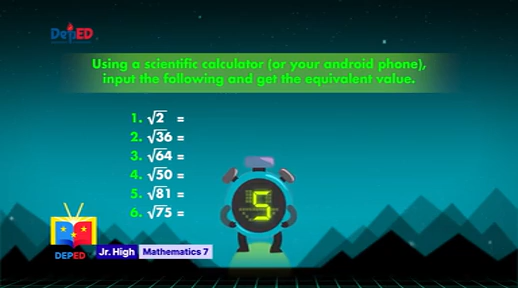 DepED
Using a scientific calculator (or your android phone),
input the following and get the equivalent value.
1. √2 =
2. √36 =
3. √64 =
4. √50 =
5. √81 =
6. √75 =
5
DEPED
Jr. High Mathematics 7